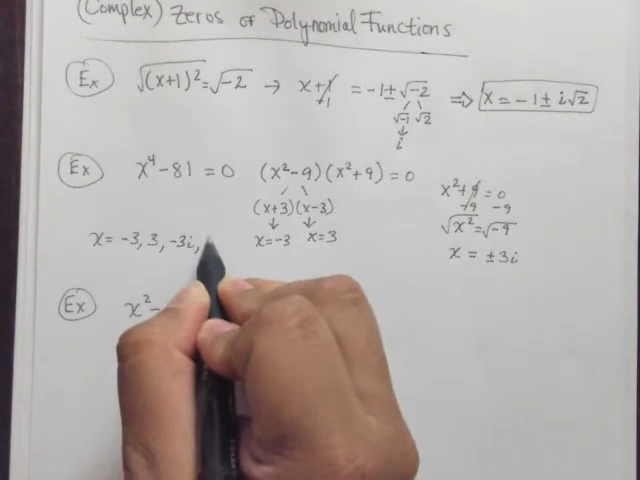 (Complex) Zeros of Polynomial Functions
Ex √(x+1)² = √-2 → x+1 = -1 ± √-2 ⇒ x = -1 ± i√2
-1 √-1 √2
↓
i
Ex x⁴ - 81 = 0 (x²-9)(x²+9) = 0
(x+3)(x-3)
↓ ↓
x=-3 x=3
x²+9 = 0
-9 -9
√x² = √-9
x = ±3i
x = -3, 3, -3i,
Ex x² -